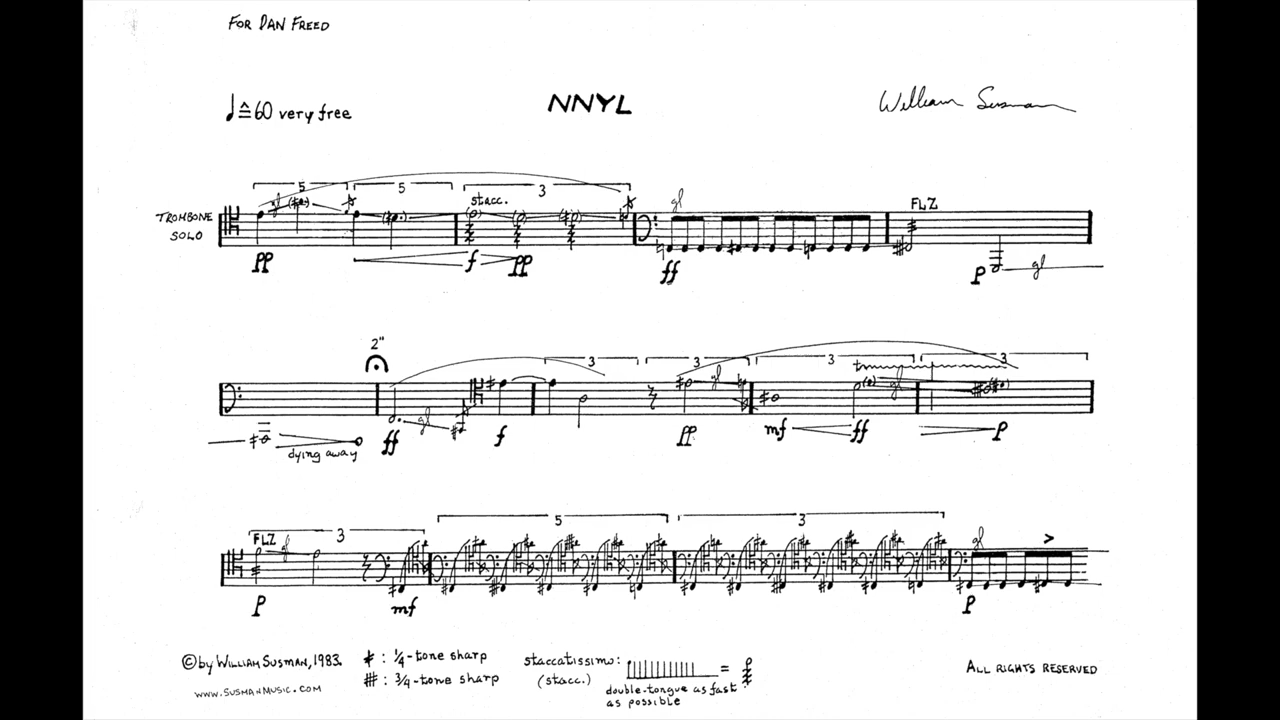 FOR DAN FREED
♩≙60 very free
NNYL
William Susman
5 5 3
gl stacc. gl FLZ
TROMBONE
SOLO
pp f pp ff p gl
2"
3 3 3 3
gl tr
gl gl
dying away ff f pp mf ff p
5 3
FLZ gl 3 gl >
p mf p
©by WILLIAM SUSMAN, 1983.
WWW.SUSMANMUSIC.COM
: ¼-tone sharp
: ¾-tone sharp
staccatissimo: =
(stacc.)
double-tongue as fast
as possible
ALL RIGHTS RESERVED